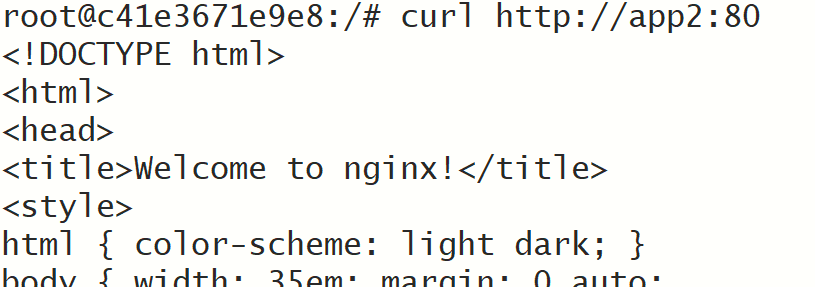 root@c41e3671e9e8:/# curl http://app2:80
<!DOCTYPE html>
<html>
<head>
<title>Welcome to nginx!</title>
<style>
html { color-scheme: light dark; }
body { width: 35em; margin: 0 auto;